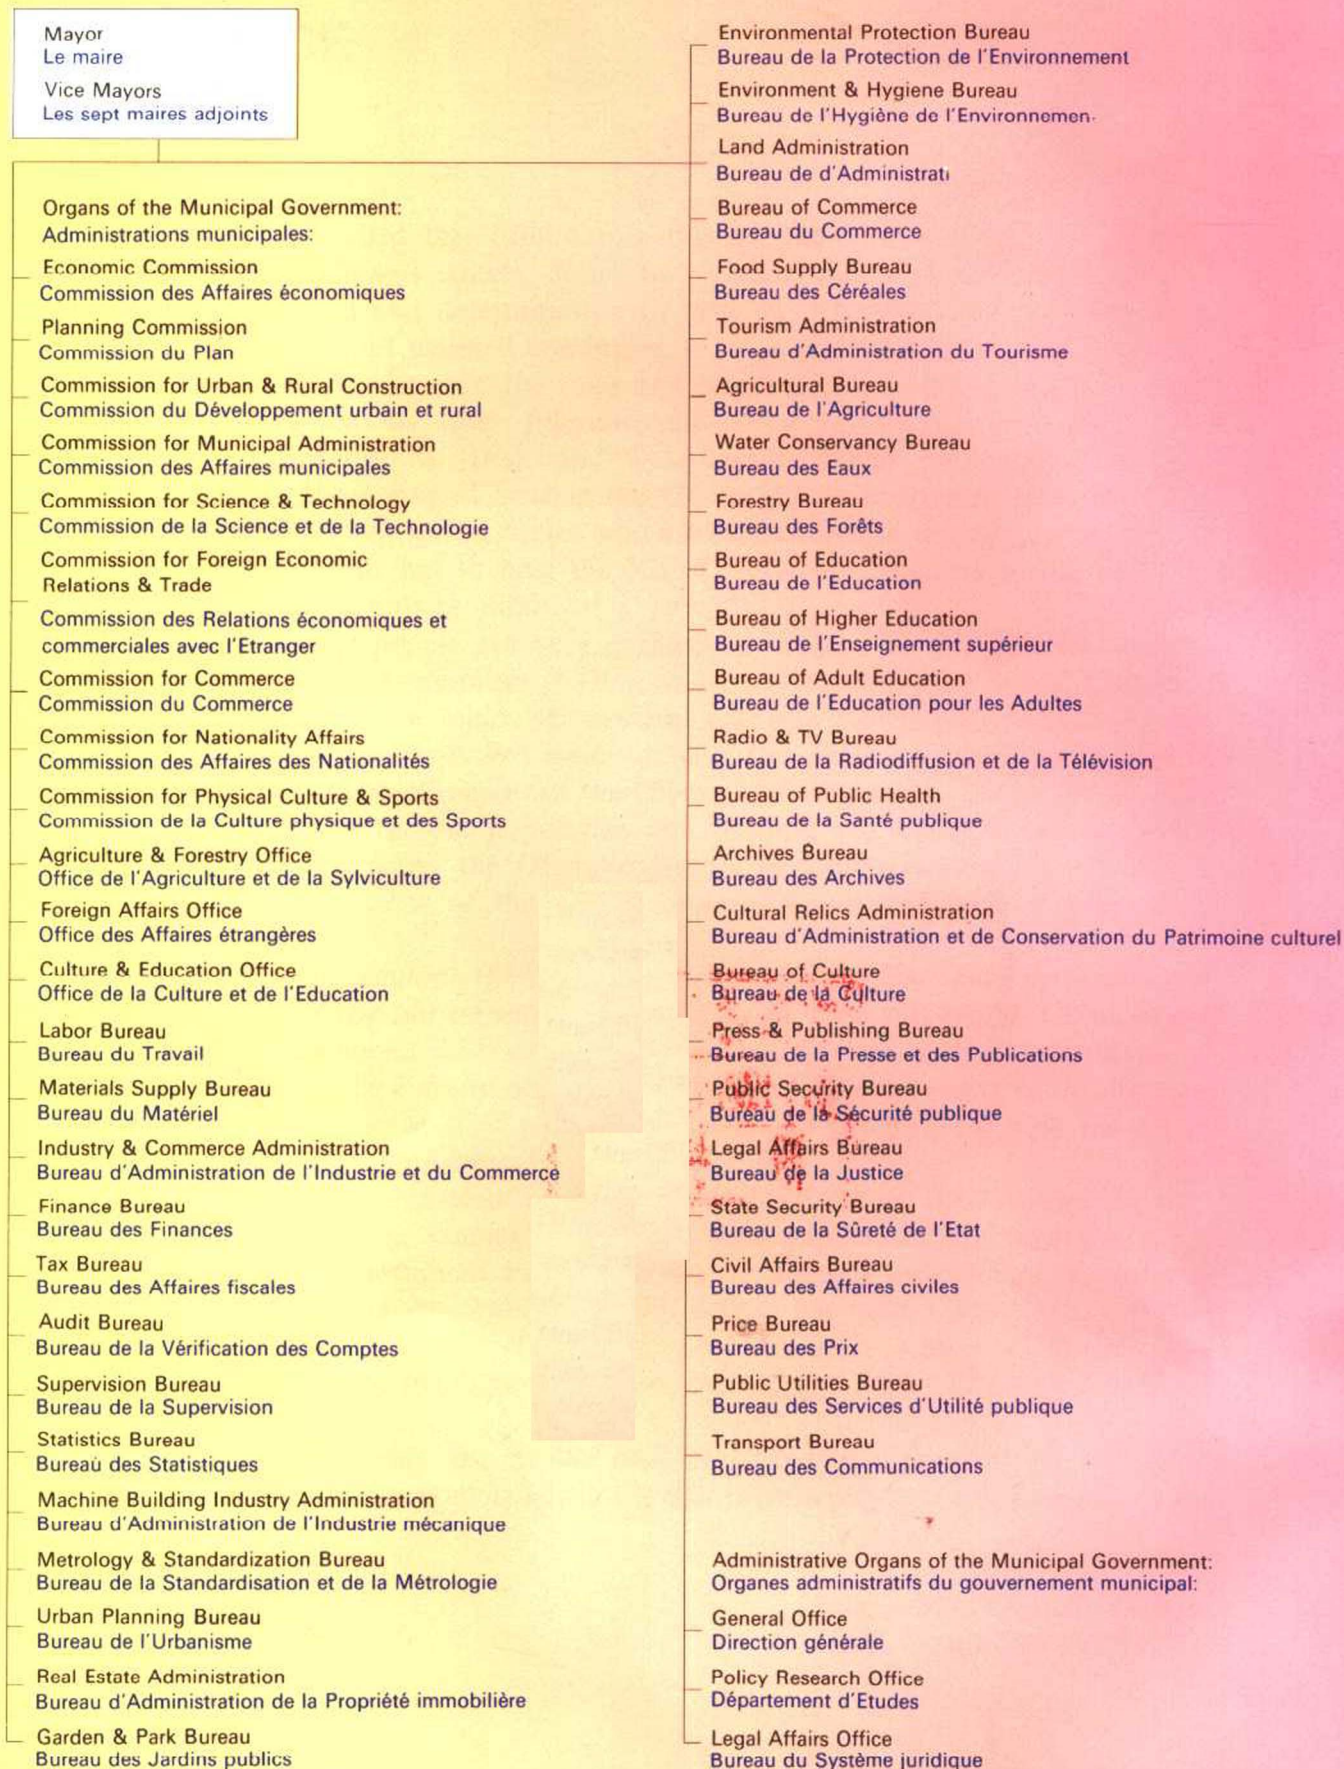 Mayor
Le maire
Vice Mayors
Les sept maires adjoints
Organs of the Municipal Government:
Administrations municipales:
Economic Commission
Commission des Affaires économiques
Planning Commission
Commission du Plan
Commission for Urban & Rural Construction
Commission du Développement urbain et rural
Commission for Municipal Administration
Commission des Affaires municipales
Commission for Science & Technology
Commission de la Science et de la Technologie
Commission for Foreign Economic
Relations & Trade
Commission des Relations économiques et
commerciales avec l'Etranger
Commission for Commerce
Commission du Commerce
Commission for Nationality Affairs
Commission des Affaires des Nationalités
Commission for Physical Culture & Sports
Commission de la Culture physique et des Sports
Agriculture & Forestry Office
Office de l'Agriculture et de la Sylviculture
Foreign Affairs Office
Office des Affaires étrangères
Culture & Education Office
Office de la Culture et de l'Education
Labor Bureau
Bureau du Travail
Materials Supply Bureau
Bureau du Matériel
Industry & Commerce Administration
Bureau d'Administration de l'Industrie et du Commerce
Finance Bureau
Bureau des Finances
Tax Bureau
Bureau des Affaires fiscales
Audit Bureau
Bureau de la Vérification des Comptes
Supervision Bureau
Bureau de la Supervision
Statistics Bureau
Bureau des Statistiques
Machine Building Industry Administration
Bureau d'Administration de l'Industrie mécanique
Metrology & Standardization Bureau
Bureau de la Standardisation et de la Métrologie
Urban Planning Bureau
Bureau de l'Urbanisme
Real Estate Administration
Bureau d'Administration de la Propriété immobilière
Garden & Park Bureau
Bureau des Jardins publics
Environmental Protection Bureau
Bureau de la Protection de l'Environnement
Environment & Hygiene Bureau
Bureau de l'Hygiène de l'Environnemen
Land Administration
Bureau de d'Administrati
Bureau of Commerce
Bureau du Commerce
Food Supply Bureau
Bureau des Céréales
Tourism Administration
Bureau d'Administration du Tourisme
Agricultural Bureau
Bureau de l'Agriculture
Water Conservancy Bureau
Bureau des Eaux
Forestry Bureau
Bureau des Forêts
Bureau of Education
Bureau de l'Education
Bureau of Higher Education
Bureau de l'Enseignement supérieur
Bureau of Adult Education
Bureau de l'Education pour les Adultes
Radio & TV Bureau
Bureau de la Radiodiffusion et de la Télévision
Bureau of Public Health
Bureau de la Santé publique
Archives Bureau
Bureau des Archives
Cultural Relics Administration
Bureau d'Administration et de Conservation du Patrimoine culturel
Bureau of Culture
Bureau de la Culture
Press & Publishing Bureau
Bureau de la Presse et des Publications
Public Security Bureau
Bureau de la Sécurité publique
Legal Affairs Bureau
Bureau de la Justice
State Security Bureau
Bureau de la Sûreté de l'Etat
Civil Affairs Bureau
Bureau des Affaires civiles
Price Bureau
Bureau des Prix
Public Utilities Bureau
Bureau des Services d'Utilité publique
Transport Bureau
Bureau des Communications
Administrative Organs of the Municipal Government:
Organes administratifs du gouvernement municipal:
General Office
Direction générale
Policy Research Office
Département d'Etudes
Legal Affairs Office
Bureau du Système juridique